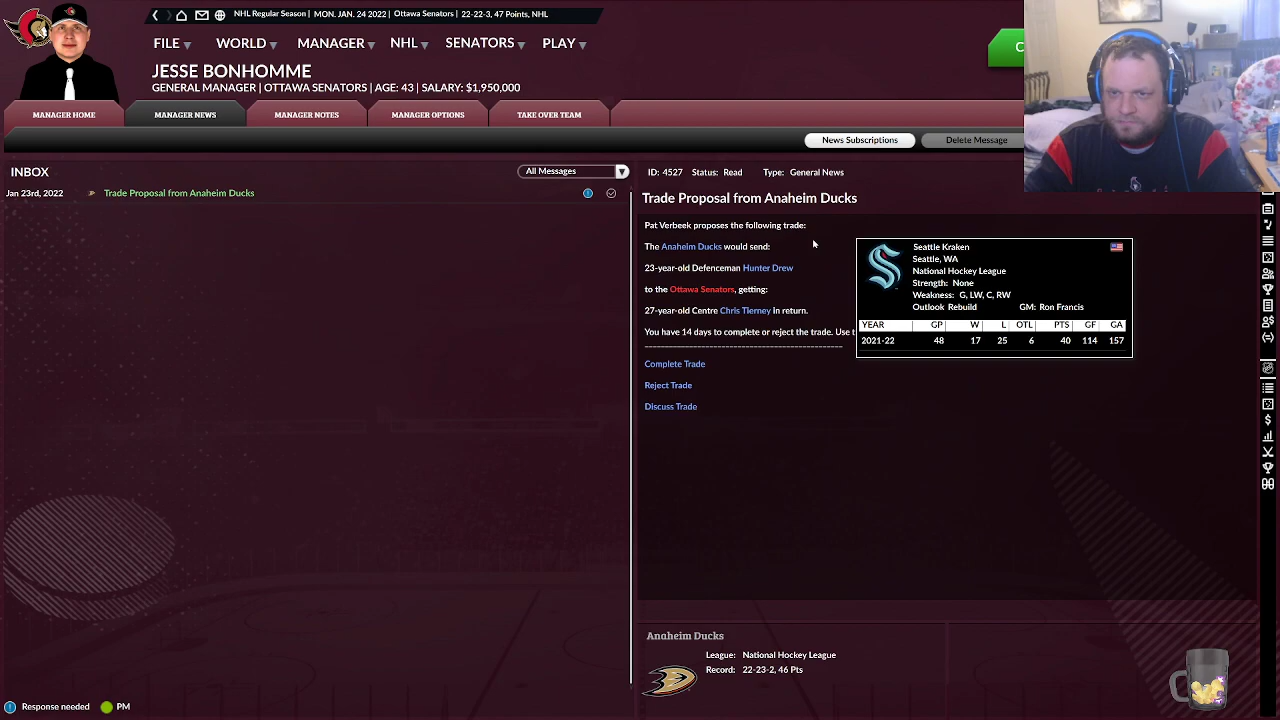 NHL Regular Season | MON. JAN. 24 2022 | Ottawa Senators | 22-22-3, 47 Points, NHL
FILE WORLD MANAGER NHL SENATORS PLAY
C
JESSE BONHOMME
GENERAL MANAGER | OTTAWA SENATORS | AGE: 43 | SALARY: $1,950,000
MANAGER HOME MANAGER NEWS MANAGER NOTES MANAGER OPTIONS TAKE OVER TEAM
News Subscriptions Delete Message
INBOX All Messages
Jan 23rd, 2022 Trade Proposal from Anaheim Ducks
ID: 4527 Status: Read Type: General News
Trade Proposal from Anaheim Ducks
Pat Verbeek proposes the following trade:
The Anaheim Ducks would send:
23-year-old Defenceman Hunter Drew
to the Ottawa Senators, getting:
27-year-old Centre Chris Tierney in return.
You have 14 days to complete or reject the trade. Use t
Complete Trade
Reject Trade
Discuss Trade
Seattle Kraken
Seattle, WA
National Hockey League
Strength: None
Weakness: G, LW, C, RW
Outlook Rebuild GM: Ron Francis
YEAR GP W L OTL PTS GF GA
2021-22 48 17 25 6 40 114 157
Anaheim Ducks
League: National Hockey League
Record: 22-23-2, 46 Pts
Response needed PM